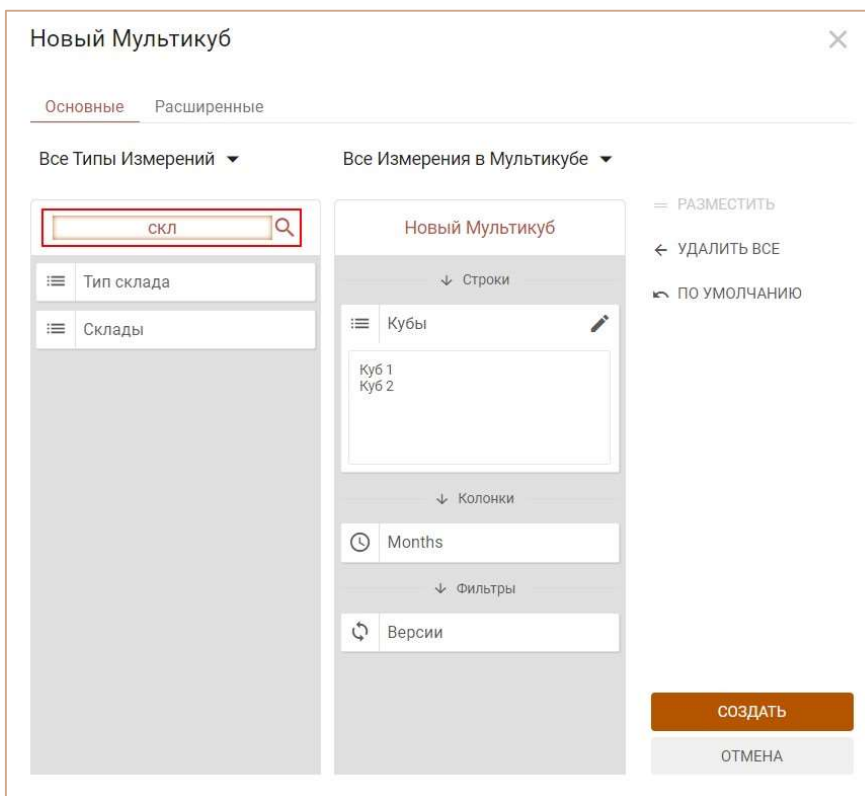 Новый Мультикуб
Основные Расширенные
Все Типы Измерений
скл
Тип склада
Склады
Все Измерения в Мультикубе
Новый Мультикуб
Строки
Кубы
Куб 1
Куб 2
Колонки
Months
Фильтры
Версии
РАЗМЕСТИТЬ
УДАЛИТЬ ВСЕ
ПО УМОЛЧАНИЮ
СОЗДАТЬ
ОТМЕНА